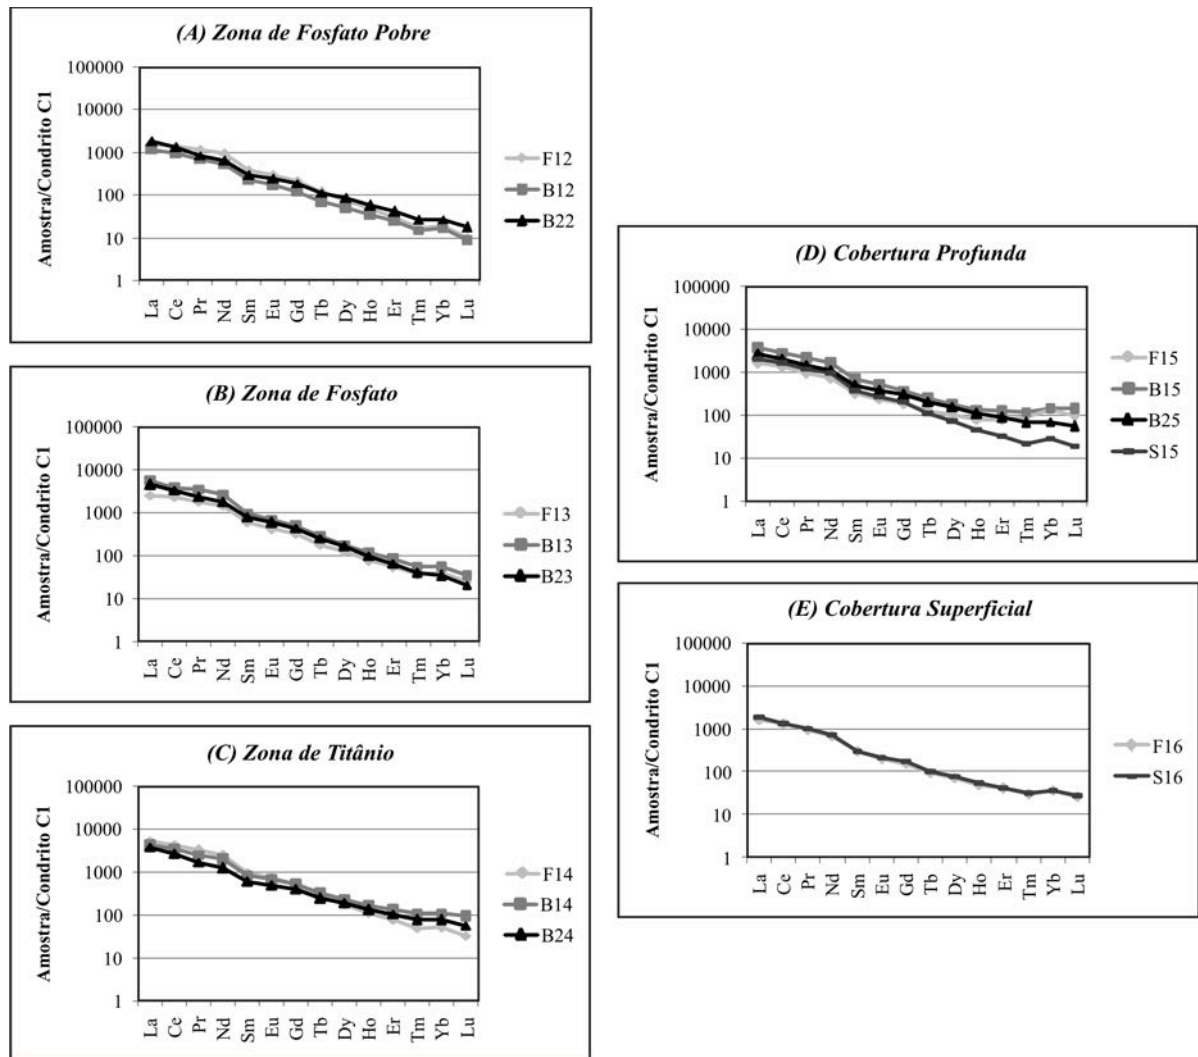 (A) Zona de Fosfato Pobre
Amostra/Condrito C1
100000
10000
1000
100
10
1
La Ce Pr Nd Sm Eu Gd Tb Dy Ho Er Tm Yb Lu
F12
B12
B22
(B) Zona de Fosfato
Amostra/Condrito C1
100000
10000
1000
100
10
1
La Ce Pr Nd Sm Eu Gd Tb Dy Ho Er Tm Yb Lu
F13
B13
B23
(C) Zona de Titânio
Amostra/Condrito C1
100000
10000
1000
100
10
1
La Ce Pr Nd Sm Eu Gd Tb Dy Ho Er Tm Yb Lu
F14
B14
B24
(D) Cobertura Profunda
Amostra/Condrito C1
100000
10000
1000
100
10
1
La Ce Pr Nd Sm Eu Gd Tb Dy Ho Er Tm Yb Lu
F15
B15
B25
S15
(E) Cobertura Superficial
Amostra/Condrito C1
100000
10000
1000
100
10
1
La Ce Pr Nd Sm Eu Gd Tb Dy Ho Er Tm Yb Lu
F16
S16